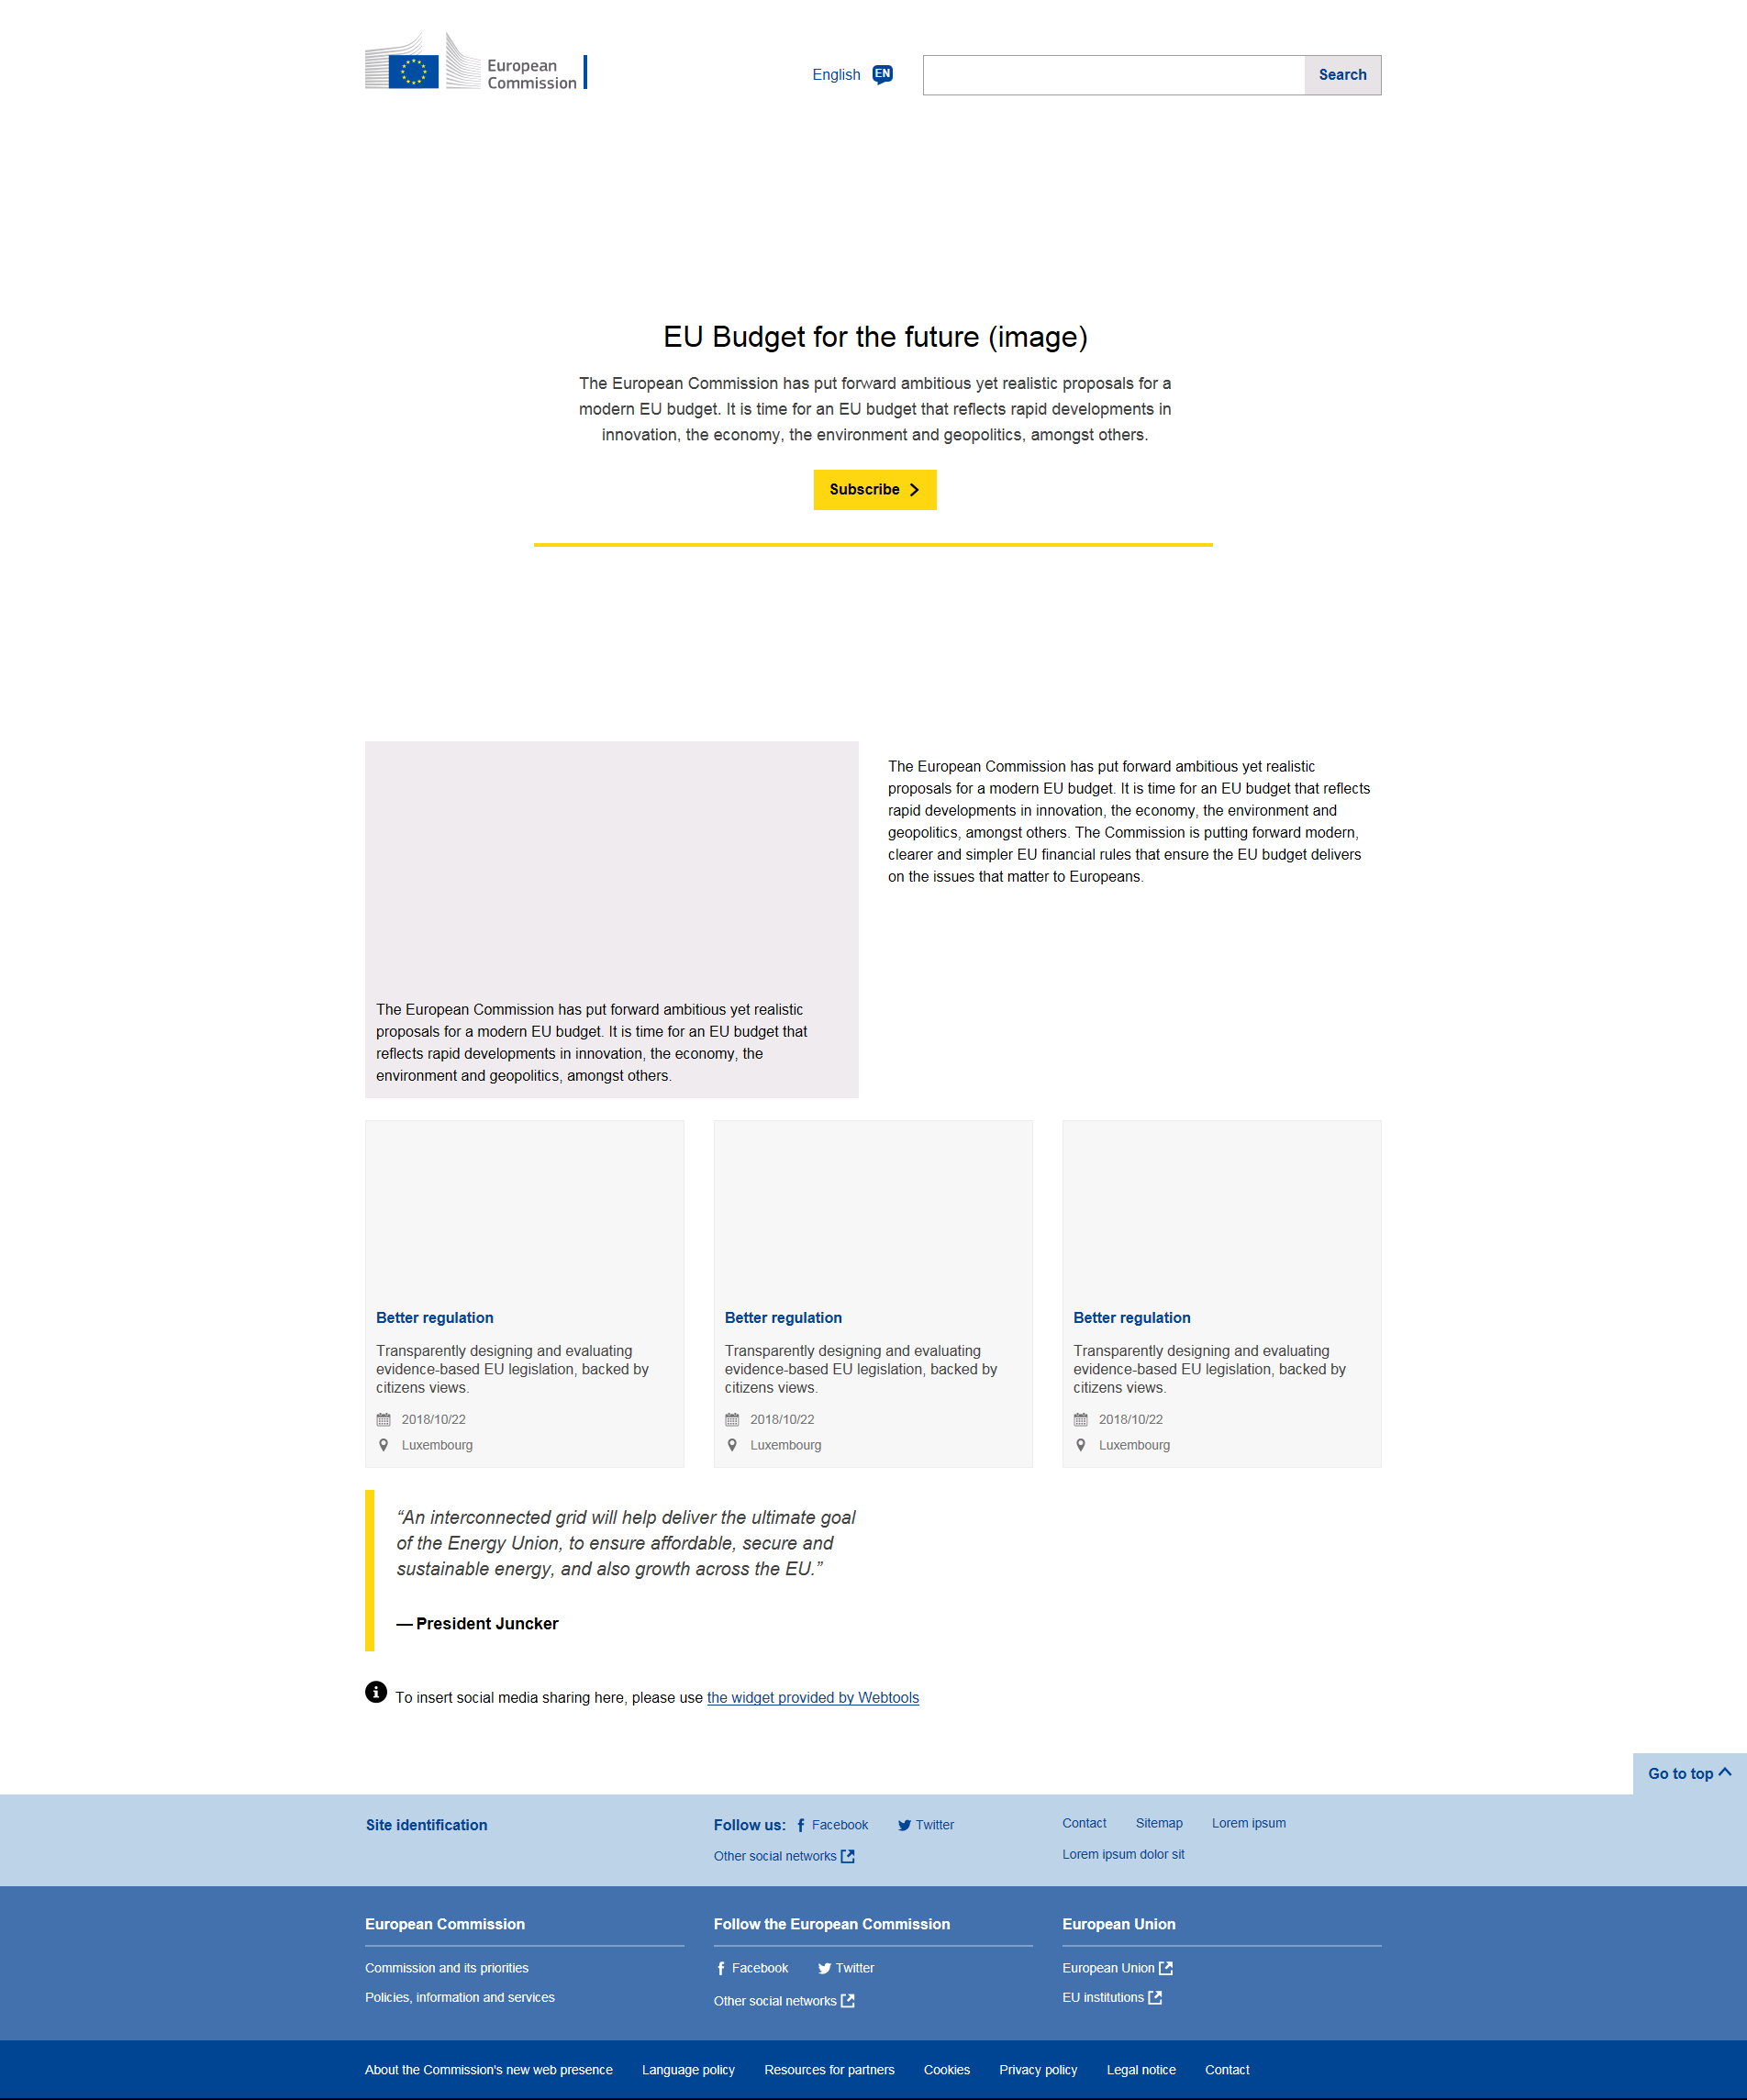 European
Commission
English EN
Search
EU Budget for the future (image)
The European Commission has put forward ambitious yet realistic proposals for a
modern EU budget. It is time for an EU budget that reflects rapid developments in
innovation, the economy, the environment and geopolitics, amongst others.
Subscribe
The European Commission has put forward ambitious yet realistic
proposals for a modern EU budget. It is time for an EU budget that
reflects rapid developments in innovation, the economy, the
environment and geopolitics, amongst others.
The European Commission has put forward ambitious yet realistic
proposals for a modern EU budget. It is time for an EU budget that reflects
rapid developments in innovation, the economy, the environment and
geopolitics, amongst others. The Commission is putting forward modern,
clearer and simpler EU financial rules that ensure the EU budget delivers
on the issues that matter to Europeans.
Better regulation
Transparently designing and evaluating
evidence-based EU legislation, backed by
citizens views.
2018/10/22
Luxembourg
Better regulation
Transparently designing and evaluating
evidence-based EU legislation, backed by
citizens views.
2018/10/22
Luxembourg
Better regulation
Transparently designing and evaluating
evidence-based EU legislation, backed by
citizens views.
2018/10/22
Luxembourg
“An interconnected grid will help deliver the ultimate goal
of the Energy Union, to ensure affordable, secure and
sustainable energy, and also growth across the EU.”
— President Juncker
To insert social media sharing here, please use the widget provided by Webtools
Go to top
Site identification
Follow us: Facebook Twitter
Other social networks
Contact Sitemap Lorem ipsum
Lorem ipsum dolor sit
European Commission
Commission and its priorities
Policies, information and services
Follow the European Commission
Facebook Twitter
Other social networks
European Union
European Union
EU institutions
About the Commission's new web presence Language policy Resources for partners Cookies Privacy policy Legal notice Contact